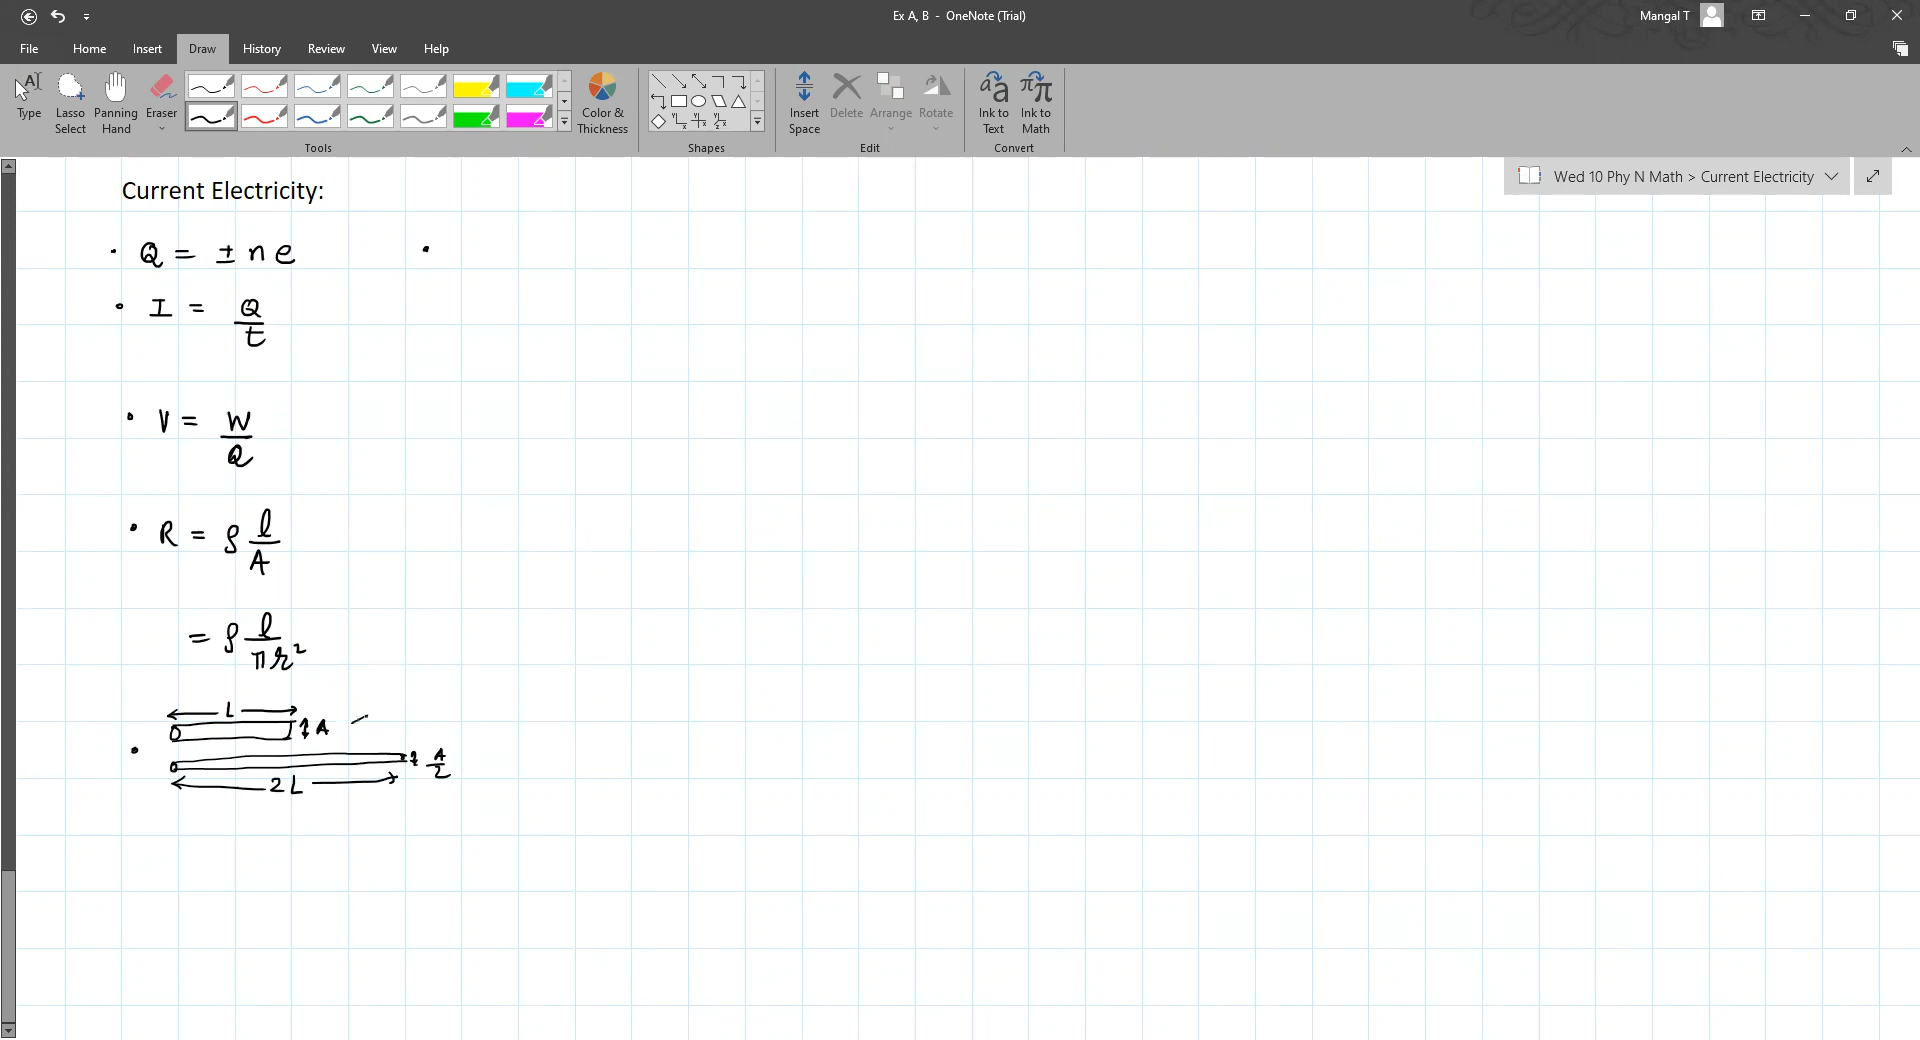 Ex A, B - OneNote (Trial)
Mangal T
File Home Insert Draw History Review View Help
Type
Lasso Select
Panning Hand
Eraser
Color & Thickness
Insert Space
Delete
Arrange
Rotate
Ink to Text
Ink to Math
Tools
Shapes
Edit
Convert
Wed 10 Phy N Math > Current Electricity
Current Electricity:
• Q = ± n e
• I = Q/t
• V = W/Q
• R = ρ l/A
= ρ l/πr²
L
A
•
A/2
2L